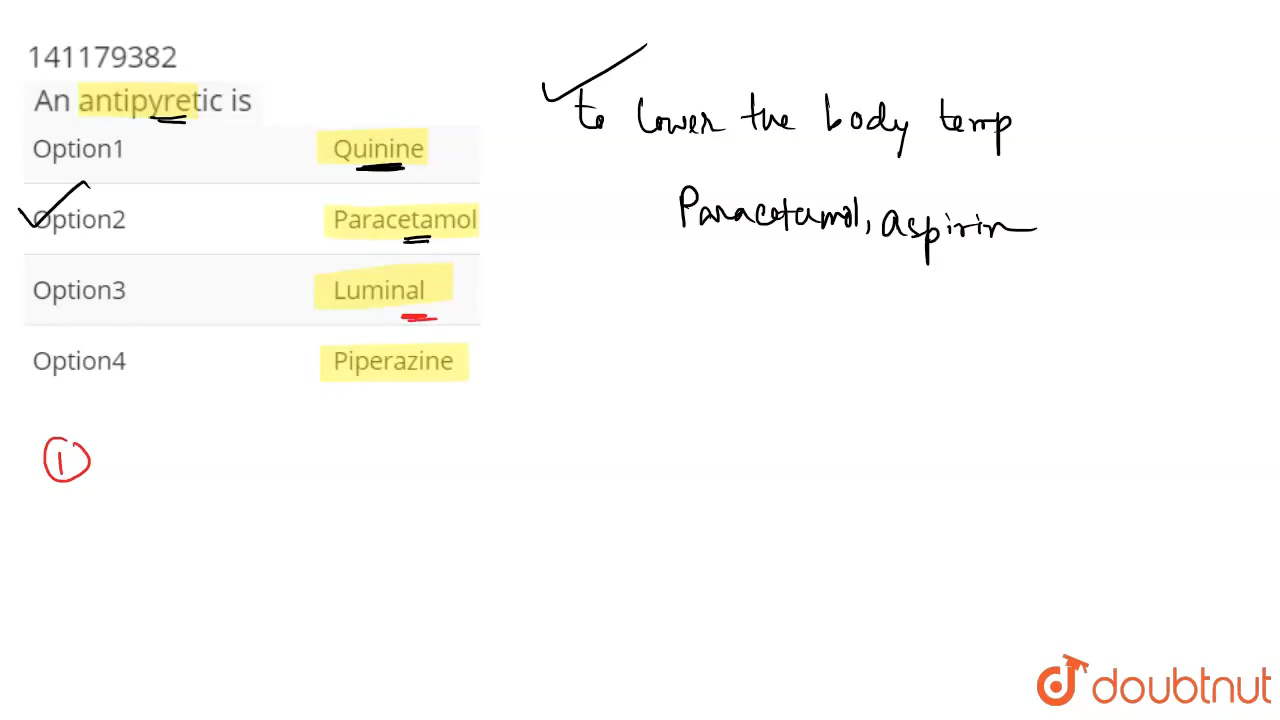 141179382
An antipyretic is
Option1 Quinine
Option2 Paracetamol
Option3 Luminal
Option4 Piperazine
to lower the body temp
Paracetamol, aspirin
1
doubtnut